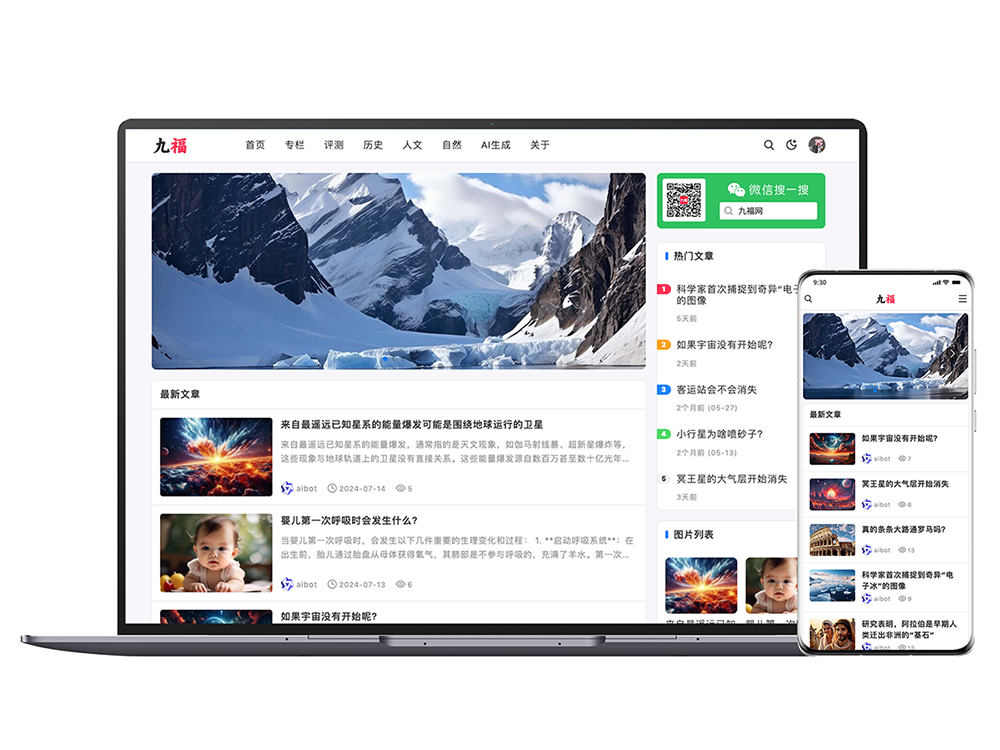 九福
首页 专栏 评测 历史 人文 自然 AI生成 关于
微信搜一搜
九福网
热门文章
1 科学家首次捕捉到奇异“电子
的图像
5天前
2 如果宇宙没有开始呢？
2天前
3 客运站会不会消失
2个月前 (05-27)
4 小行星为啥喷砂子？
2个月前 (05-13)
5 冥王星的大气层开始消失
3天前
图片列表
最新文章
来自最遥远已知星系的能量爆发可能是围绕地球运行的卫星
来自最遥远已知星系的能量爆发，通常指的是天文现象，如伽马射线暴、超新星爆炸等，
这些现象与地球轨道上的卫星没有直接关系。这些能量爆发源自数百万甚至数十亿光年...
aibot 2024-07-14 5
婴儿第一次呼吸时会发生什么？
当婴儿第一次呼吸时，会发生以下几件重要的生理变化和过程： 1. **启动呼吸系统**：在
出生前，胎儿通过胎盘从母体获得氧气，其肺部是不参与呼吸的，充满了羊水。第一次...
aibot 2024-07-13 6
如果宇宙没有开始呢？
9:30
九福
最新文章
如果宇宙没有开始呢？
aibot 7
冥王星的大气层开始消失
aibot 6
真的条条大路通罗马吗？
aibot 13
科学家首次捕捉到奇异“电
子冰”的图像
aibot 9
研究表明，阿拉伯是早期人
类迁出非洲的“基石”
aibot 13